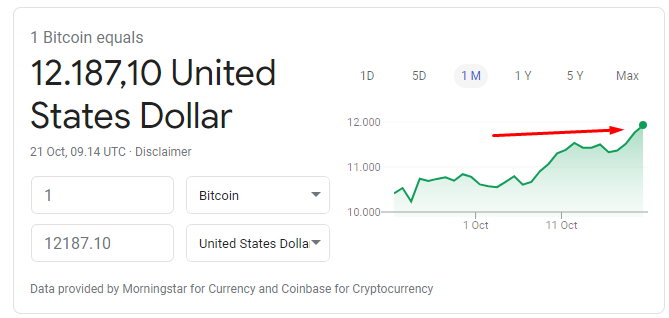 1 Bitcoin equals
12.187,10 United
States Dollar
21 Oct, 09.14 UTC · Disclaimer
1
Bitcoin
12187.10
United States Dolla
1D 5D 1 M 1 Y 5 Y Max
12.000
11.000
10.000
1 Oct 11 Oct
Data provided by Morningstar for Currency and Coinbase for Cryptocurrency